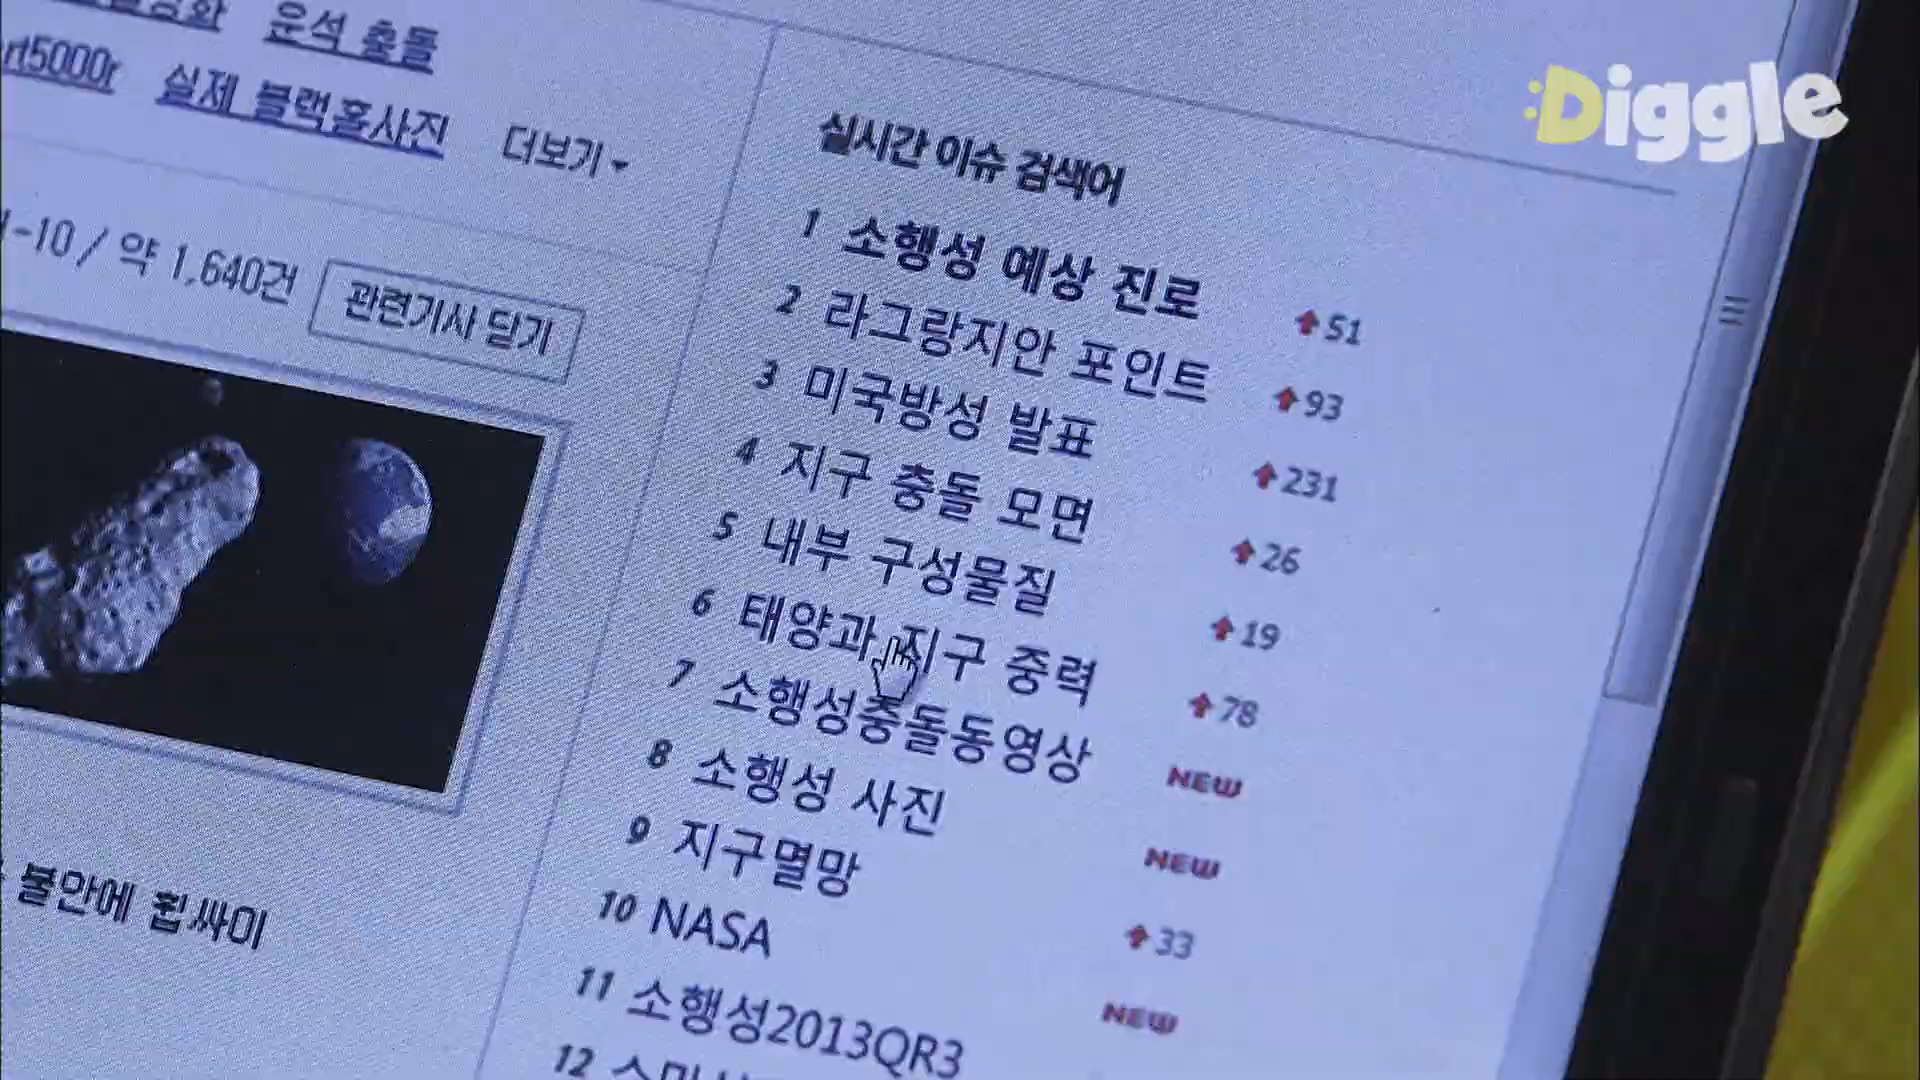 운석 충돌
rt5000r 실제 블랙홀사진 더보기
1-10 / 약 1,640건 관련기사 닫기
불안에 휩싸이
Diggle
실시간 이슈 검색어
1 소행성 예상 진로 51
2 라그랑지안 포인트 93
3 미국방성 발표 231
4 지구 충돌 모면 26
5 내부 구성물질 19
6 태양과 지구 중력 78
7 소행성충돌동영상 NEW
8 소행성 사진 NEW
9 지구멸망 33
10 NASA NEW
11 소행성2013QR3
12